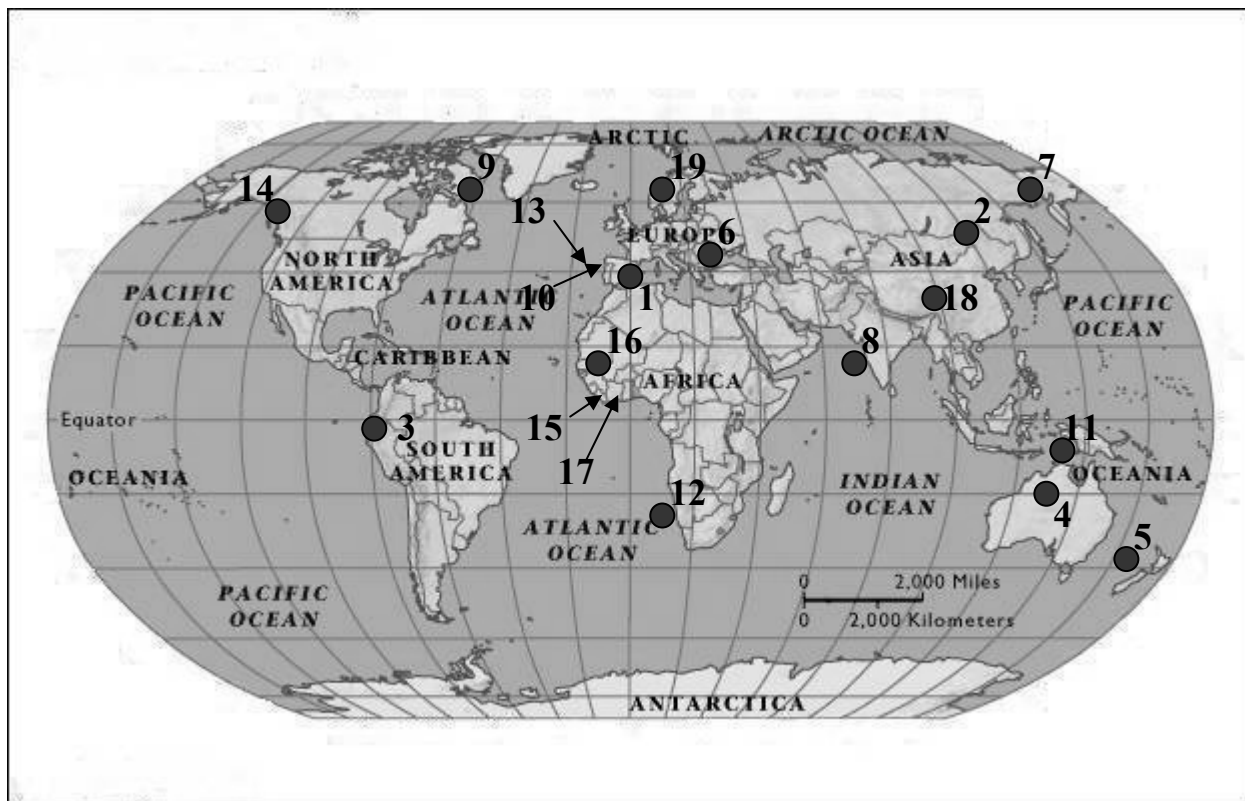 ARCTIC
ARCTIC OCEAN
9
19
7
14
13
2
EUROP
6
NORTH
AMERICA
ASIA
PACIFIC
OCEAN
ATLANTIC
OCEAN
10
1
18
PACIFIC
OCEAN
16
8
CARIBBEAN
AFRICA
Equator
3
15
11
SOUTH
AMERICA
17
OCEANIA
OCEANIA
INDIAN
OCEAN
12
4
ATLANTIC
OCEAN
5
0 2,000 Miles
0 2,000 Kilometers
PACIFIC
OCEAN
ANTARCTICA